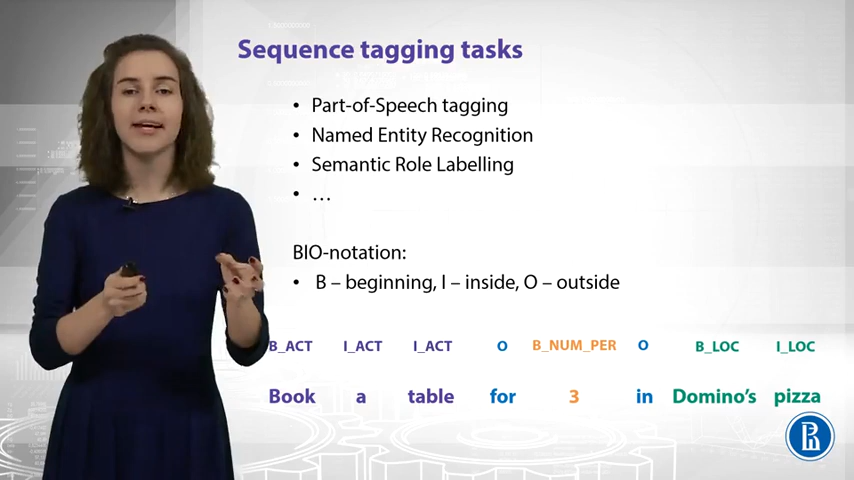 Sequence tagging tasks
• Part-of-Speech tagging
• Named Entity Recognition
• Semantic Role Labelling
• …
BIO-notation:
• B – beginning, I – inside, O – outside
B_ACT I_ACT I_ACT O B_NUM_PER O B_LOC I_LOC
Book a table for 3 in Domino’s pizza